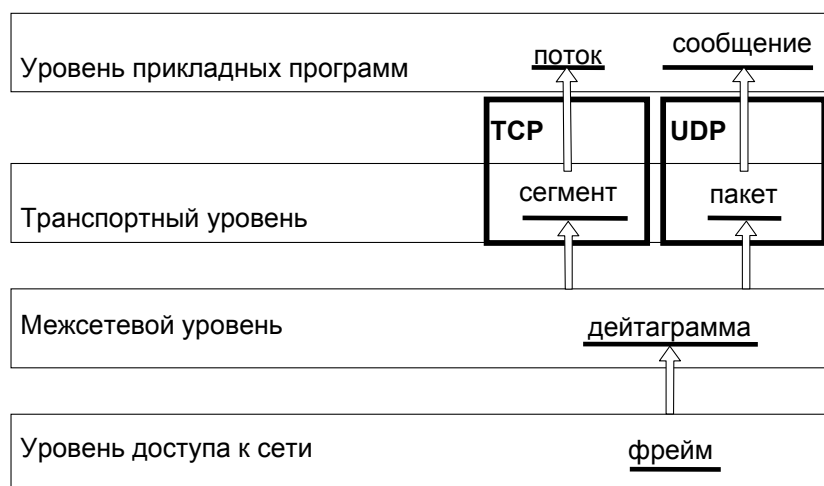 Уровень прикладных программ
поток
сообщение
TCP
UDP
Транспортный уровень
сегмент
пакет
Межсетевой уровень
дейтаграмма
Уровень доступа к сети
фрейм